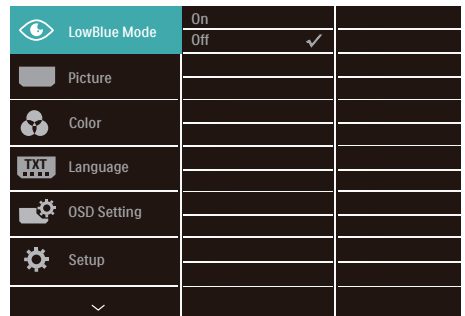 LowBlue Mode
On
Off
Picture
Color
TXT
Language
OSD Setting
Setup